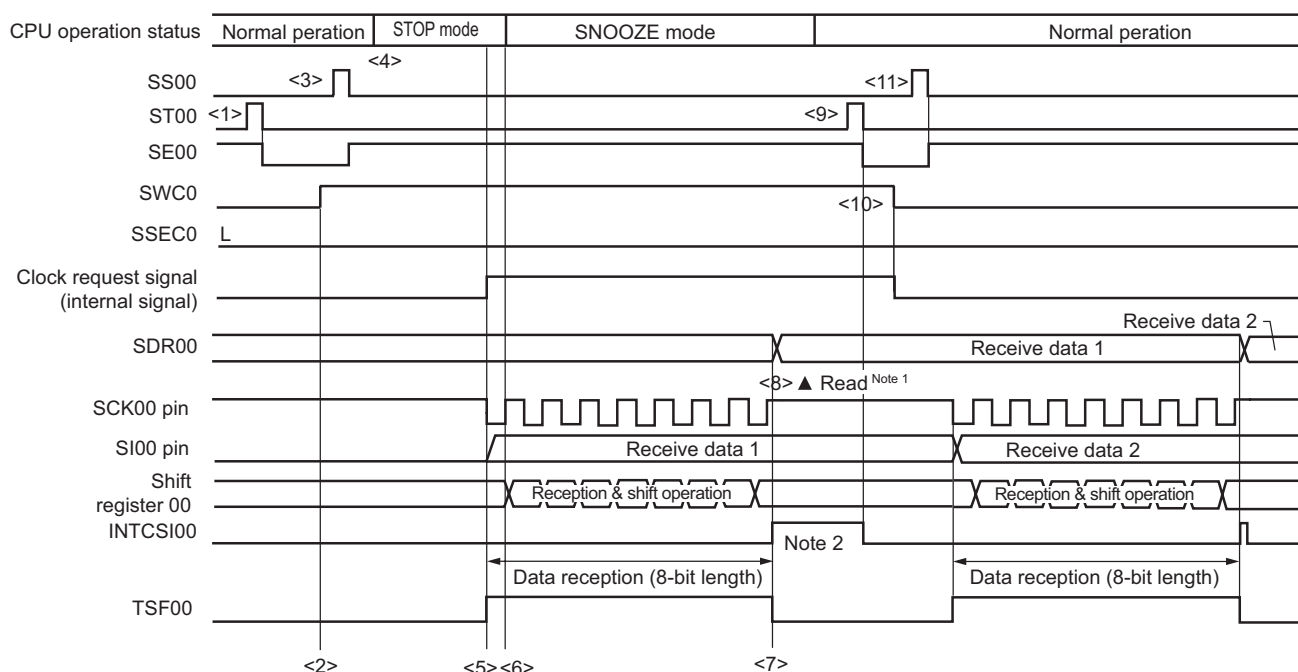 CPU operation status Normal peration STOP mode SNOOZE mode Normal peration
<4>
SS00 <3> <11>
ST00 <1> <9>
SE00
SWC0
<10>
SSEC0 L
Clock request signal
(internal signal)
Receive data 2
SDR00 Receive data 1
<8> ▲ Read Note 1
SCK00 pin
SI00 pin Receive data 1 Receive data 2
Shift
register 00 Reception & shift operation Reception & shift operation
INTCSI00 Note 2
Data reception (8-bit length) Data reception (8-bit length)
TSF00
<2> <5> <6> <7>